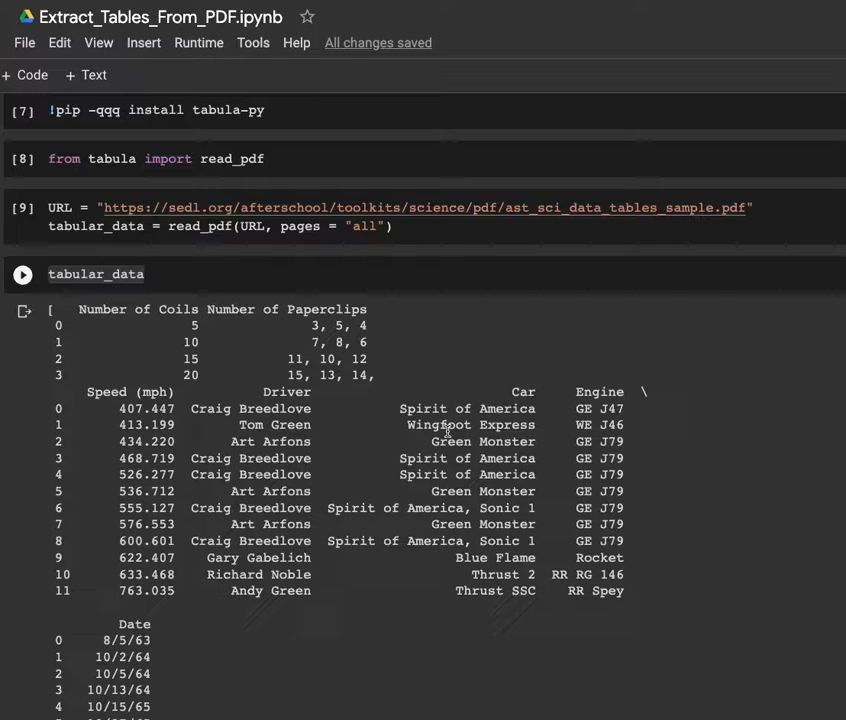 Extract_Tables_From_PDF.ipynb
File Edit View Insert Runtime Tools Help All changes saved
+ Code + Text
[7] !pip -qqq install tabula-py
[8] from tabula import read_pdf
[9] URL = "https://sedl.org/afterschool/toolkits/science/pdf/ast_sci_data_tables_sample.pdf"
tabular_data = read_pdf(URL, pages = "all")
tabular_data
[ Number of Coils Number of Paperclips
0 5 3, 5, 4
1 10 7, 8, 6
2 15 11, 10, 12
3 20 15, 13, 14,
Speed (mph) Driver Car Engine \
0 407.447 Craig Breedlove Spirit of America GE J47
1 413.199 Tom Green Wingfoot Express WE J46
2 434.220 Art Arfons Green Monster GE J79
3 468.719 Craig Breedlove Spirit of America GE J79
4 526.277 Craig Breedlove Spirit of America GE J79
5 536.712 Art Arfons Green Monster GE J79
6 555.127 Craig Breedlove Spirit of America, Sonic 1 GE J79
7 576.553 Art Arfons Green Monster GE J79
8 600.601 Craig Breedlove Spirit of America, Sonic 1 GE J79
9 622.407 Gary Gabelich Blue Flame Rocket
10 633.468 Richard Noble Thrust 2 RR RG 146
11 763.035 Andy Green Thrust SSC RR Spey
Date
0 8/5/63
1 10/2/64
2 10/5/64
3 10/13/64
4 10/15/65